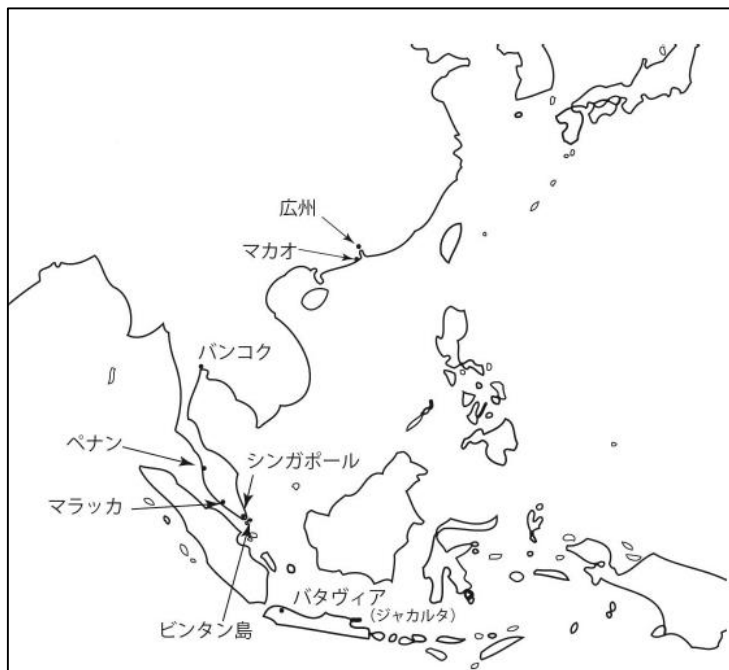 広州
マカオ
バンコク
ペナン
シンガポール
マラッカ
バタヴィア
(ジャカルタ)
ビンタン島